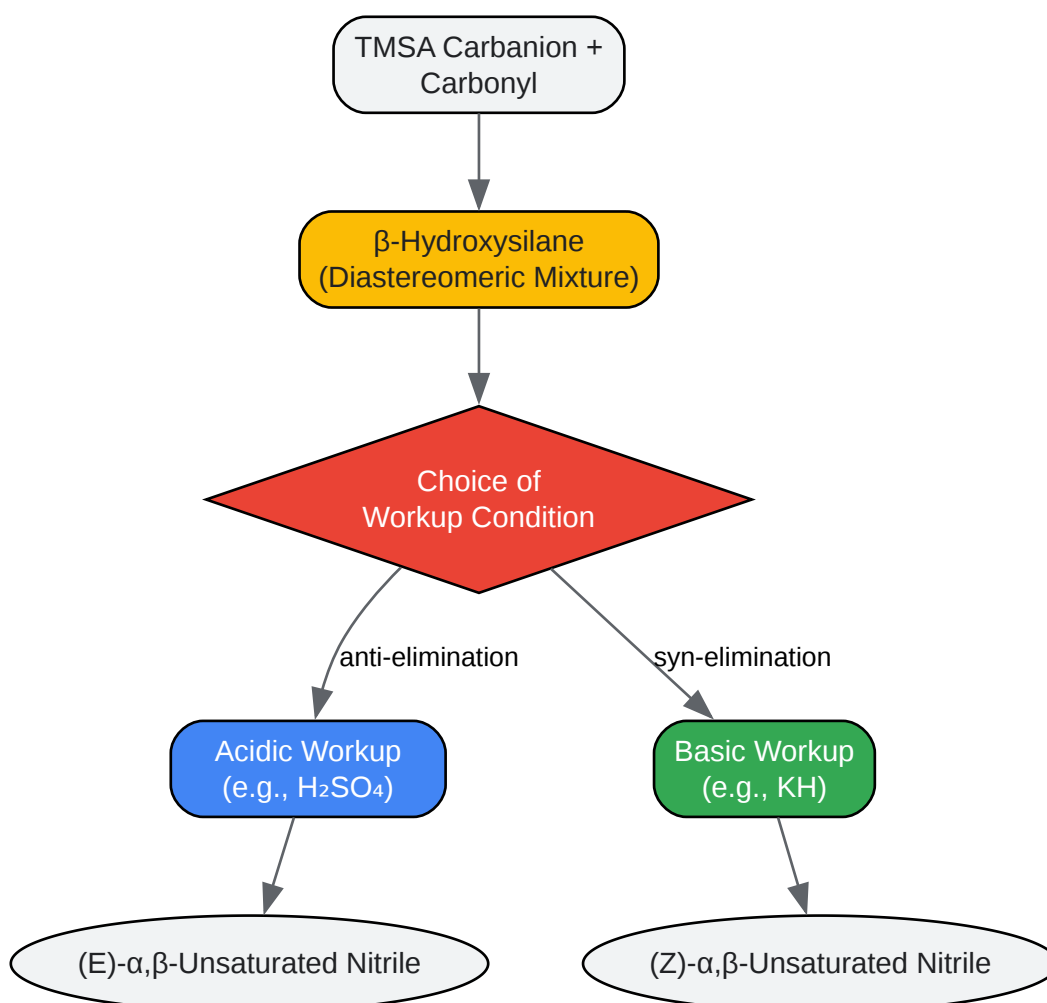 TMSA Carbanion +
Carbonyl
β-Hydroxysilane
(Diastereomeric Mixture)
Choice of
Workup Condition
anti-elimination
syn-elimination
Acidic Workup
(e.g., H₂SO₄)
Basic Workup
(e.g., KH)
(E)-α,β-Unsaturated Nitrile
(Z)-α,β-Unsaturated Nitrile